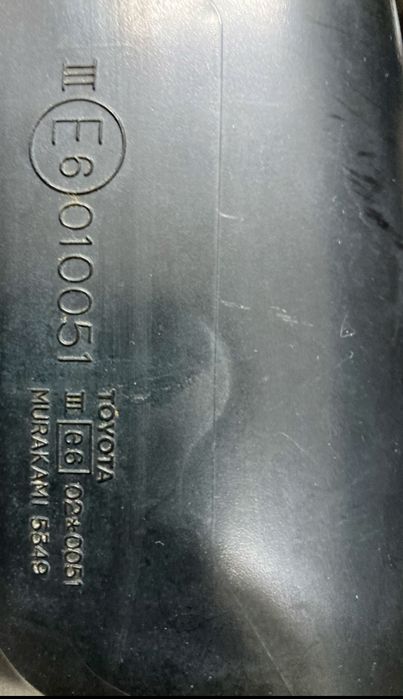 III E6 010051
TOYOTA
III e6 02*0051
MURAKAMI 5549